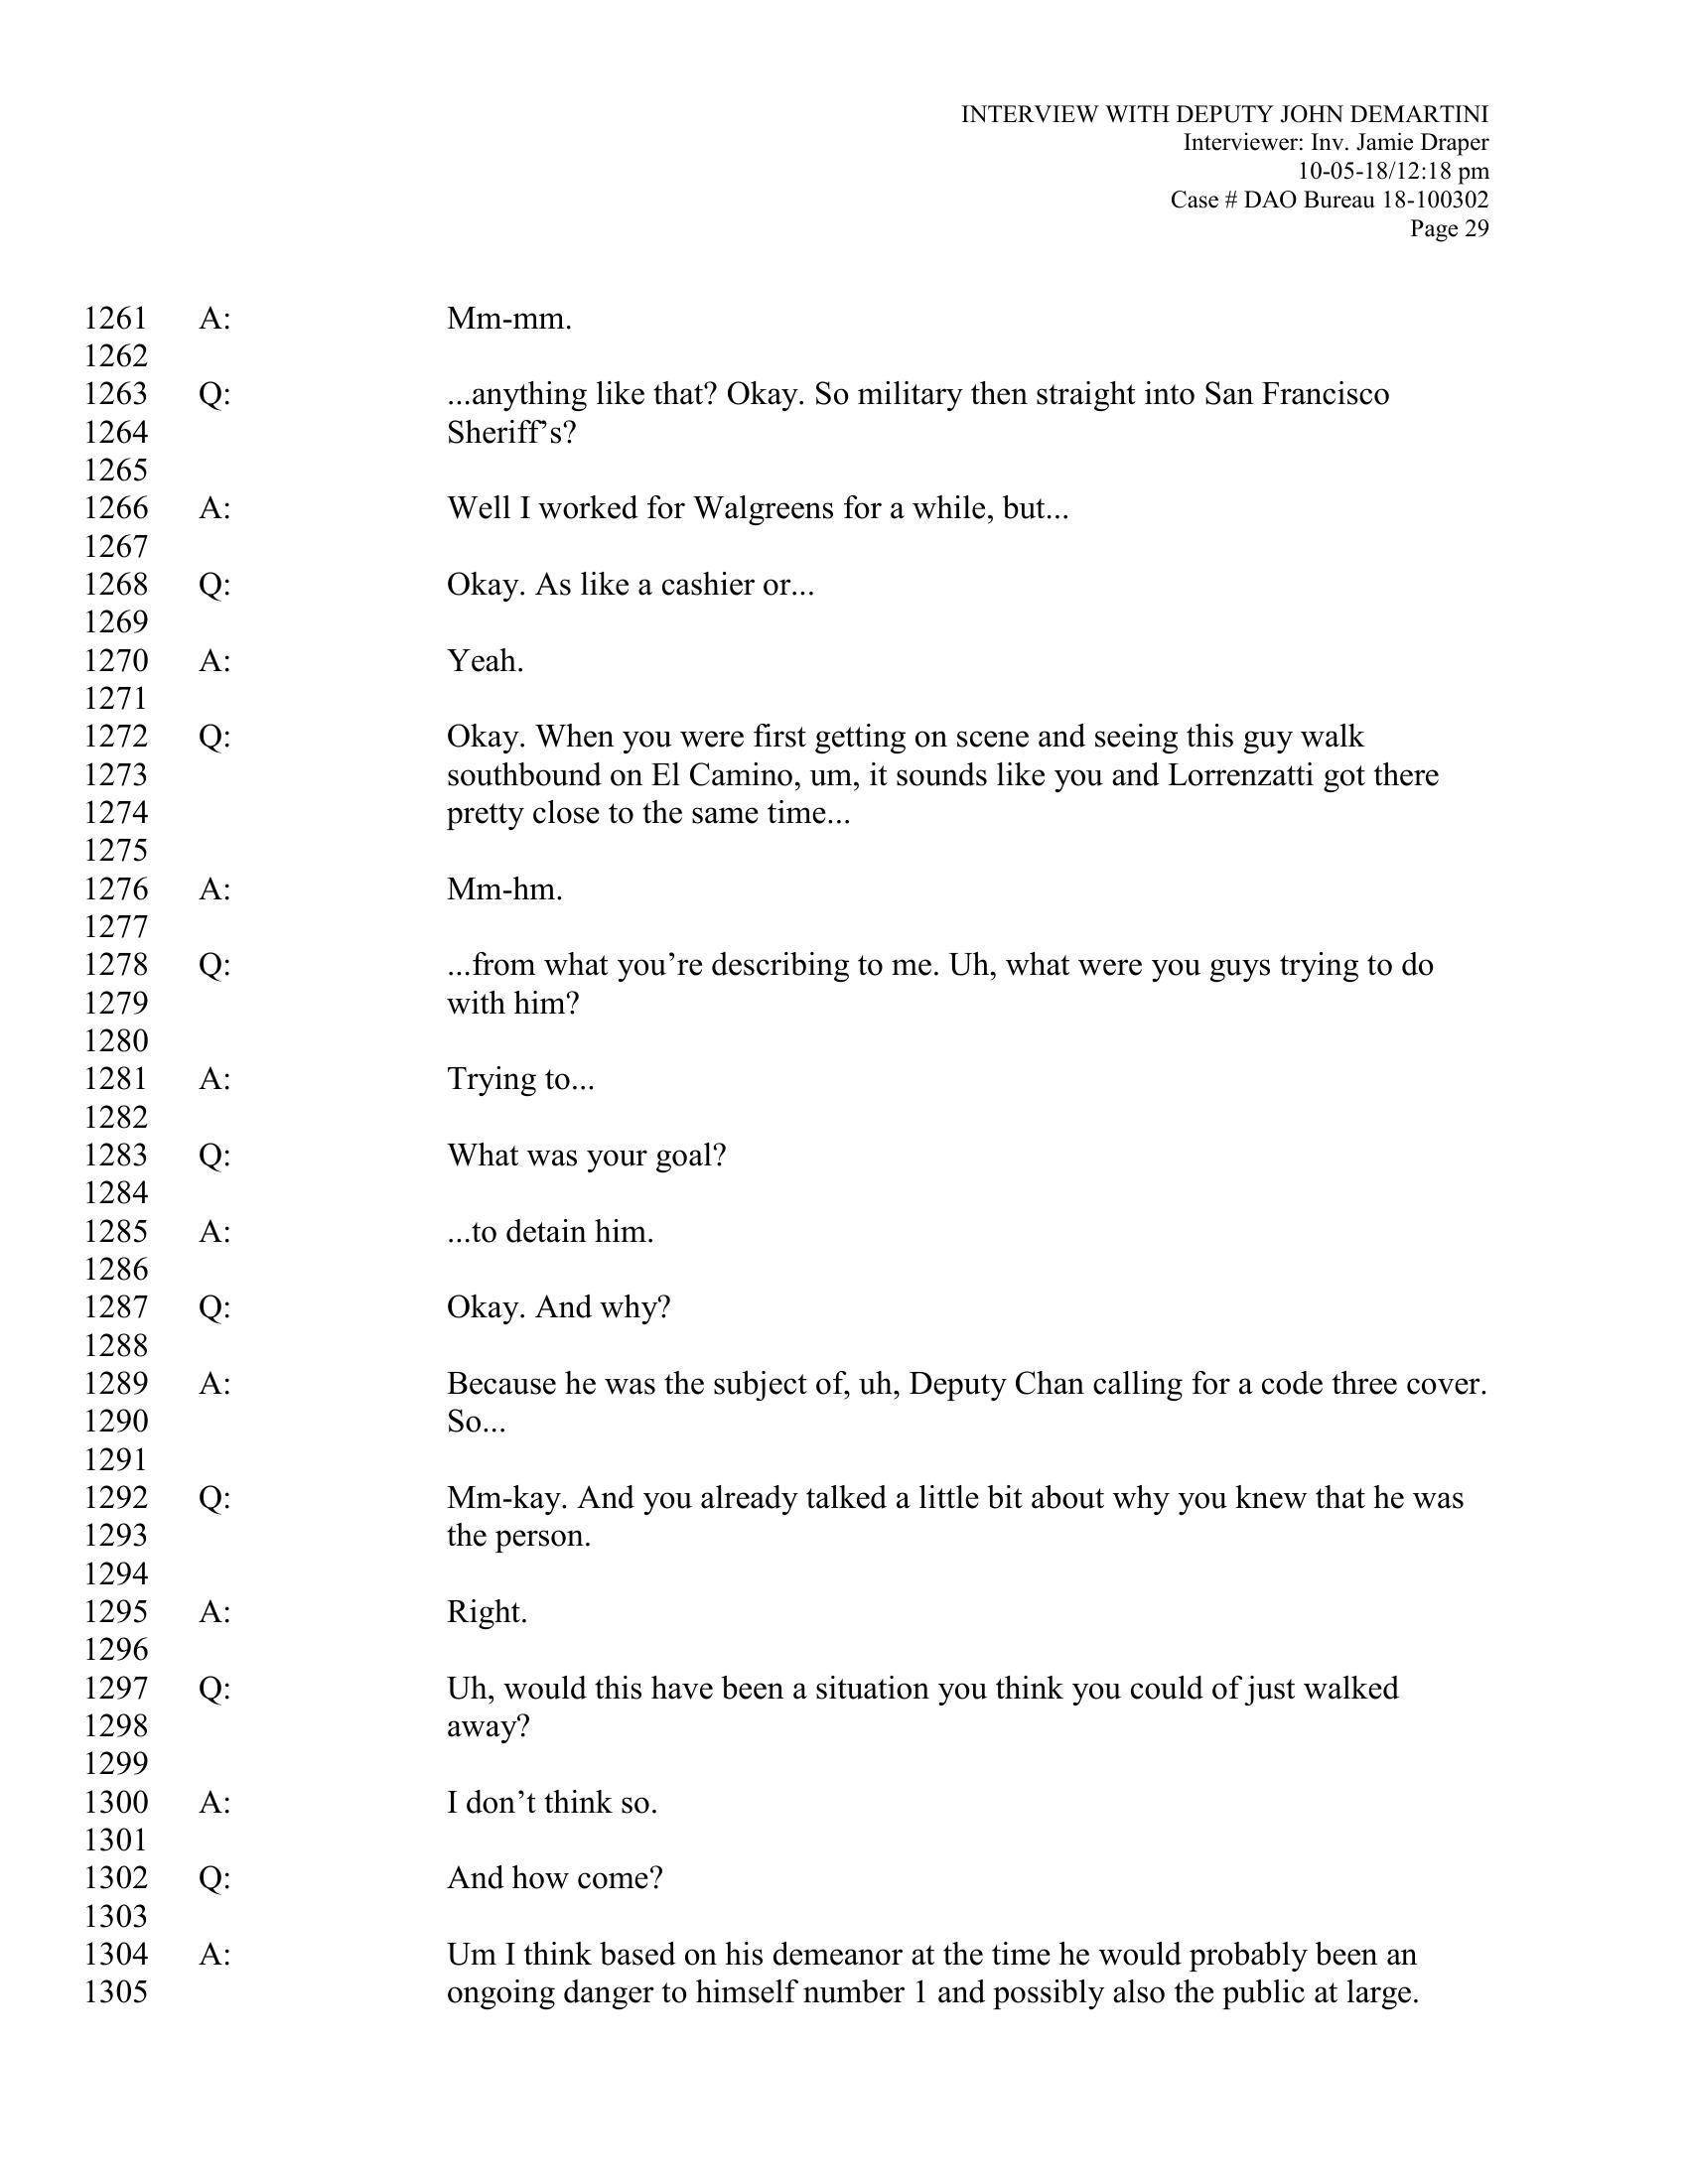 INTERVIEW WITH DEPUTY JOHN DEMARTINI
Interviewer: Inv. Jamie Draper
10-05-18/12:18 pm
Case # DAO Bureau 18-100302
Page 29
1261 A: Mm-mm.
1262
1263 Q: ...anything like that? Okay. So military then straight into San Francisco
1264 Sheriff’s?
1265
1266 A: Well I worked for Walgreens for a while, but...
1267
1268 Q: Okay. As like a cashier or...
1269
1270 A: Yeah.
1271
1272 Q: Okay. When you were first getting on scene and seeing this guy walk
1273 southbound on El Camino, um, it sounds like you and Lorrenzatti got there
1274 pretty close to the same time...
1275
1276 A: Mm-hm.
1277
1278 Q: ...from what you’re describing to me. Uh, what were you guys trying to do
1279 with him?
1280
1281 A: Trying to...
1282
1283 Q: What was your goal?
1284
1285 A: ...to detain him.
1286
1287 Q: Okay. And why?
1288
1289 A: Because he was the subject of, uh, Deputy Chan calling for a code three cover.
1290 So...
1291
1292 Q: Mm-kay. And you already talked a little bit about why you knew that he was
1293 the person.
1294
1295 A: Right.
1296
1297 Q: Uh, would this have been a situation you think you could of just walked
1298 away?
1299
1300 A: I don’t think so.
1301
1302 Q: And how come?
1303
1304 A: Um I think based on his demeanor at the time he would probably been an
1305 ongoing danger to himself number 1 and possibly also the public at large.